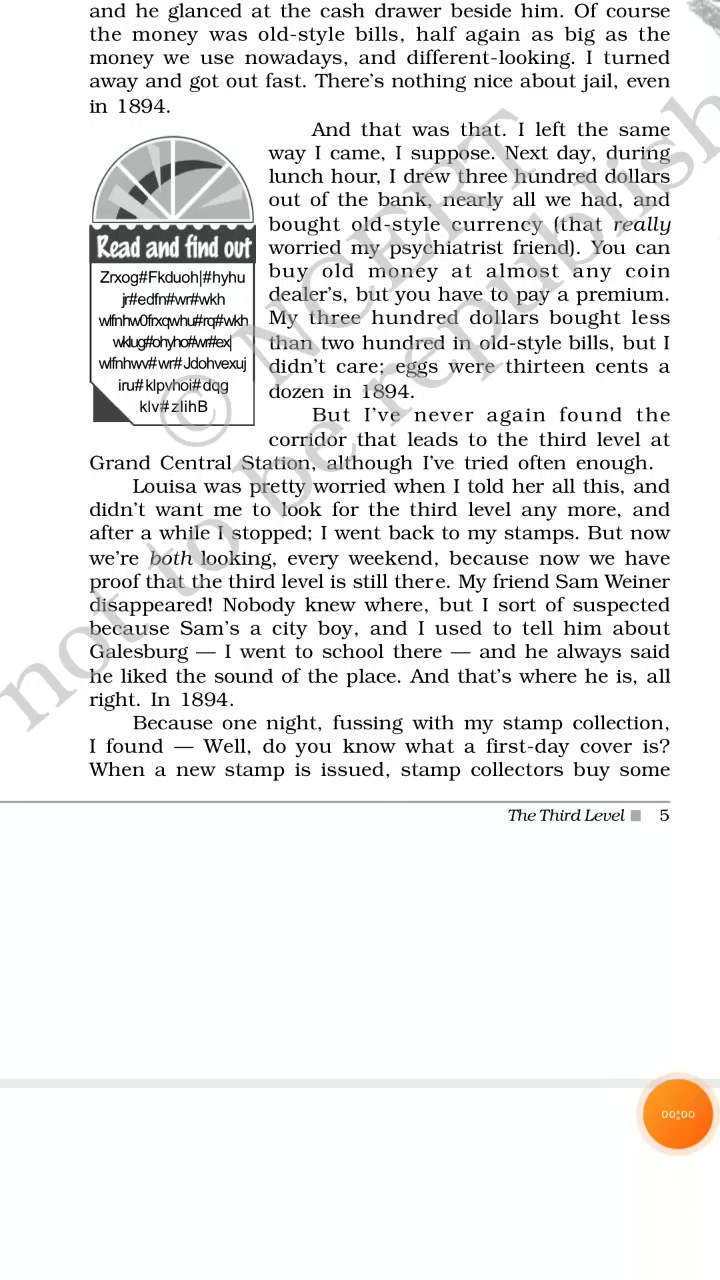 and he glanced at the cash drawer beside him. Of course
the money was old-style bills, half again as big as the
money we use nowadays, and different-looking. I turned
away and got out fast. There's nothing nice about jail, even
in 1894.
And that was that. I left the same
way I came, I suppose. Next day, during
lunch hour, I drew three hundred dollars
out of the bank, nearly all we had, and
bought old-style currency (that really
worried my psychiatrist friend). You can
buy old money at almost any coin
dealer's, but you have to pay a premium.
My three hundred dollars bought less
than two hundred in old-style bills, but I
didn't care; eggs were thirteen cents a
dozen in 1894.
Read and find out
Zrxog#Fkduoh|#hyhu
jr#edfn#wr#wkh
wlfnhw0frxqwhu#rq#wkh
wklug#ohyho#wr#ex|
wlfnhwv#wr#Jdohvexuj
iru#klpvhoi#dqg
klv#zlihB
But I've never again found the
corridor that leads to the third level at
Grand Central Station, although I've tried often enough.
Louisa was pretty worried when I told her all this, and
didn't want me to look for the third level any more, and
after a while I stopped; I went back to my stamps. But now
we're both looking, every weekend, because now we have
proof that the third level is still there. My friend Sam Weiner
disappeared! Nobody knew where, but I sort of suspected
because Sam's a city boy, and I used to tell him about
Galesburg — I went to school there — and he always said
he liked the sound of the place. And that's where he is, all
right. In 1894.
Because one night, fussing with my stamp collection,
I found — Well, do you know what a first-day cover is?
When a new stamp is issued, stamp collectors buy some
The Third Level ■ 5
© NCERT
not to be republish
00:00